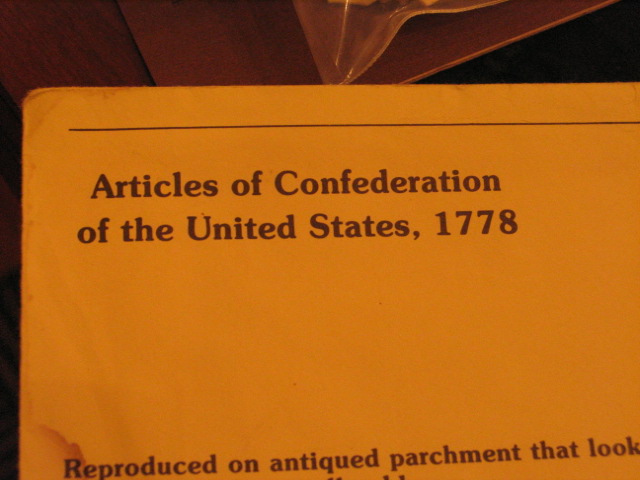 Articles of Confederation
of the United States, 1778
Reproduced on antiqued parchment that look